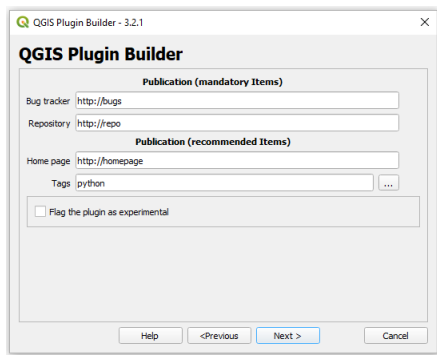 QGIS Plugin Builder - 3.2.1
QGIS Plugin Builder
Publication (mandatory Items)
Bug tracker http://bugs
Repository http://repo
Publication (recommended Items)
Home page http://homepage
Tags python ...
Flag the plugin as experimental
Help <Previous Next > Cancel